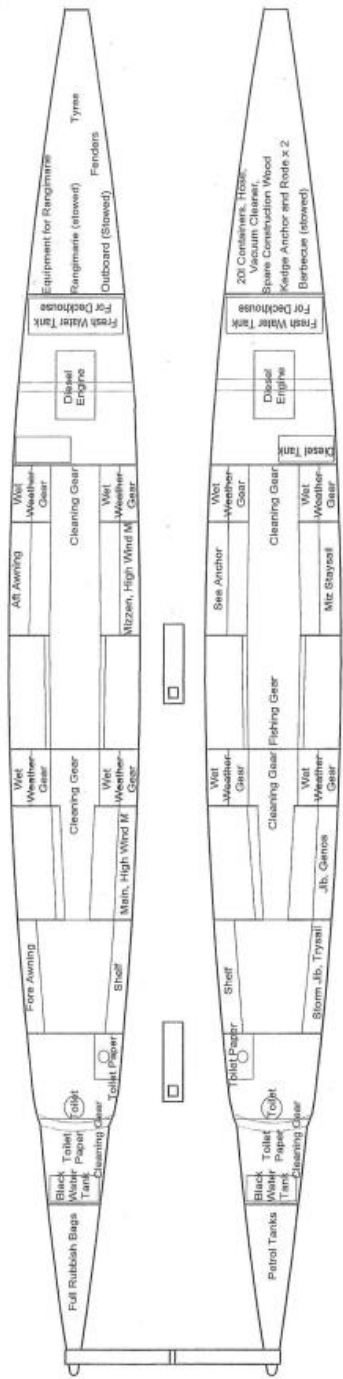 Equipment for Rangimarie
Tyres
Rangimarie (stowed)
Fenders
Outboard (Stowed)
Fresh Water Tank
For Deckhouse
Diesel
Engine
Wet
Weather
Gear
Cleaning Gear
Wet
Weather
Gear
Aft Awning
Mizzen, High Wind M
Wet
Weather
Gear
Cleaning Gear
Wet
Weather
Gear
Main, High Wind M
Fore Awning
Shelf
Toilet Paper
Toilet
Cleaning Gear
Toilet
Paper
Black
Water
Tank
Full Rubbish Bags
20l Containers, Hose,
Vacuum Cleaner,
Spare Construction Wood
Kedge Anchor and Rode x 2
Barbecue (stowed)
Fresh Water Tank
For Deckhouse
Diesel
Engine
Diesel Tank
Wet
Weather
Gear
Cleaning Gear
Wet
Weather
Gear
Sea Anchor
Miz Staysail
Fishing Gear
Wet
Weather
Gear
Cleaning Gear
Wet
Weather
Gear
Jib, Genoa
Shelf
Storm Jib, Trysail
Toilet Paper
Toilet
Cleaning Gear
Toilet
Paper
Black
Water
Tank
Petrol Tanks